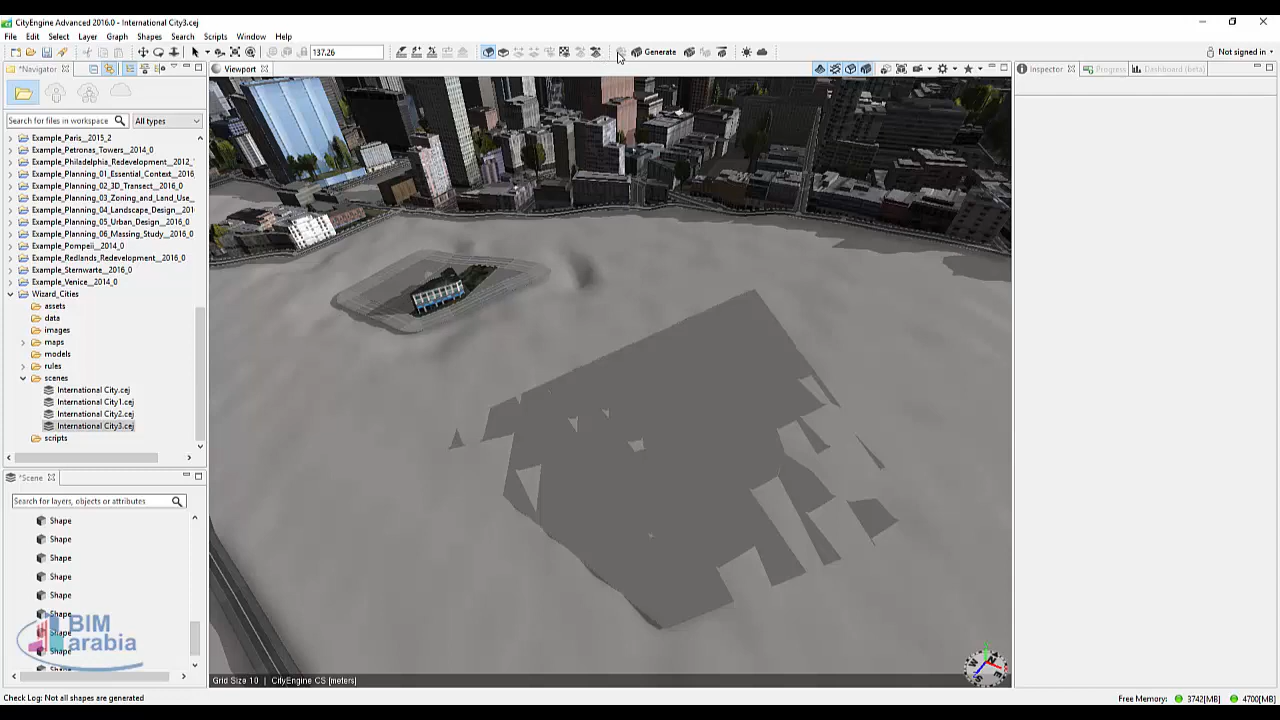 CityEngine Advanced 2016.0 - International City3.cej
File Edit Select Layer Graph Shapes Search Scripts Window Help
137.26
Generate
Not signed in
*Navigator
Viewport
Inspector
Progress
Dashboard (beta)
Search for files in workspace
All types
Example_Paris__2015_2
Example_Petronas_Towers__2014_0
Example_Philadelphia_Redevelopment__2012_
Example_Planning_01_Essential_Context__2016
Example_Planning_02_3D_Transect__2016_0
Example_Planning_03_Zoning_and_Land_Use_
Example_Planning_04_Landscape_Design__201
Example_Planning_05_Urban_Design__2016_0
Example_Planning_06_Massing_Study__2016_0
Example_Pompeii__2014_0
Example_Redlands_Redevelopment__2016_0
Example_Sternwarte__2016_0
Example_Venice__2014_0
Wizard_Cities
assets
data
images
maps
models
rules
scenes
International City.cej
International City1.cej
International City2.cej
International City3.cej
scripts
*Scene
Search for layers, objects or attributes
Shape
Shape
Shape
Shape
Shape
Shape
Shape
Shape
BIM
arabia
Grid Size 10 | CityEngine CS [meters]
Check Log: Not all shapes are generated
Free Memory: 3742[MB] 4700[MB]